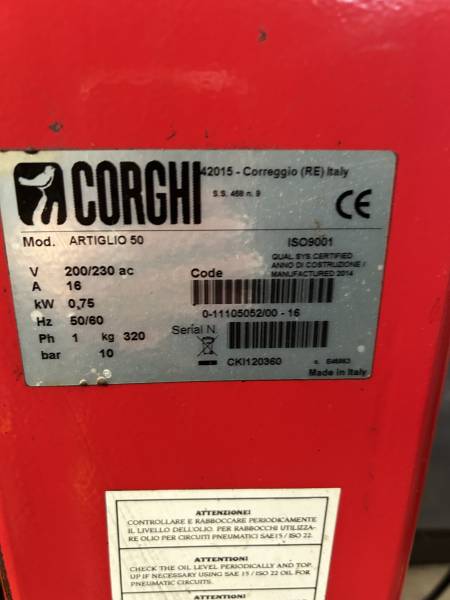 CORGHI
42015 - Correggio (RE) Italy
S.S. 468 n. 9
CE
Mod. ARTIGLIO 50
ISO9001
QUAL. SYS. CERTIFIED
ANNO DI COSTRUZIONE /
MANUFACTURED 2014
V 200/230 ac
Code
A 16
kW 0,75
0-11105052/00 - 16
Hz 50/60
Serial N.
Ph 1 kg 320
bar 10
CKI120360
Made in Italy
ATTENZIONE!
CONTROLLARE E RABBOCCARE PERIODICAMENTE
IL LIVELLO DELL'OLIO. PER RABBOCCHI UTILIZZA-
RE OLIO PER CIRCUITI PNEUMATICI SAE15 / ISO 22.
ATTENTION!
CHECK THE OIL LEVEL PERIODICALLY AND TOP
UP IF NECESSARY USING SAE 15 / ISO 22 OIL FOR
PNEUMATIC CIRCUITS.
ATTENTION!